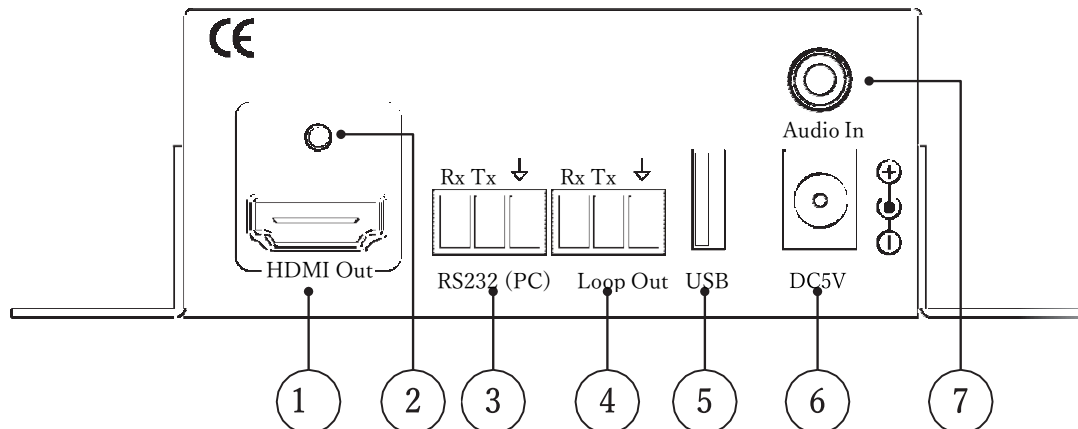 CE
Audio In
Rx Tx
Rx Tx
HDMI Out
RS232 (PC)
Loop Out
USB
DC5V
1
2
3
4
5
6
7